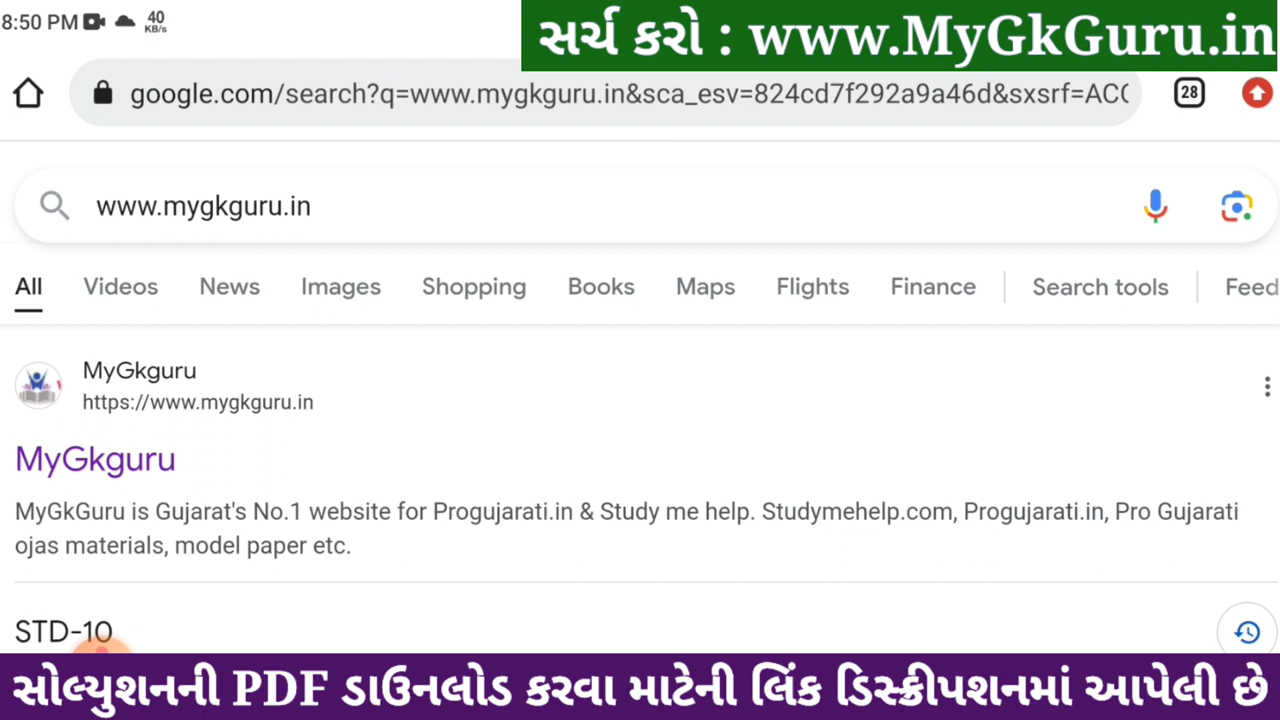 8:50 PM 40 KB/s
સર્ચ કરો : www.MyGkGuru.in
google.com/search?q=www.mygkguru.in&sca_esv=824cd7f292a9a46d&sxsrf=AC
28
www.mygkguru.in
All Videos News Images Shopping Books Maps Flights Finance Search tools Feed
MyGkguru
https://www.mygkguru.in
MyGkguru
MyGkGuru is Gujarat's No.1 website for Progujarati.in & Study me help. Studymehelp.com, Progujarati.in, Pro Gujarati
ojas materials, model paper etc.
STD-10
સોલ્યુશનની PDF ડાઉનલોડ કરવા માટેની લિંક ડિસ્ક્રીપશનમાં આપેલી છે